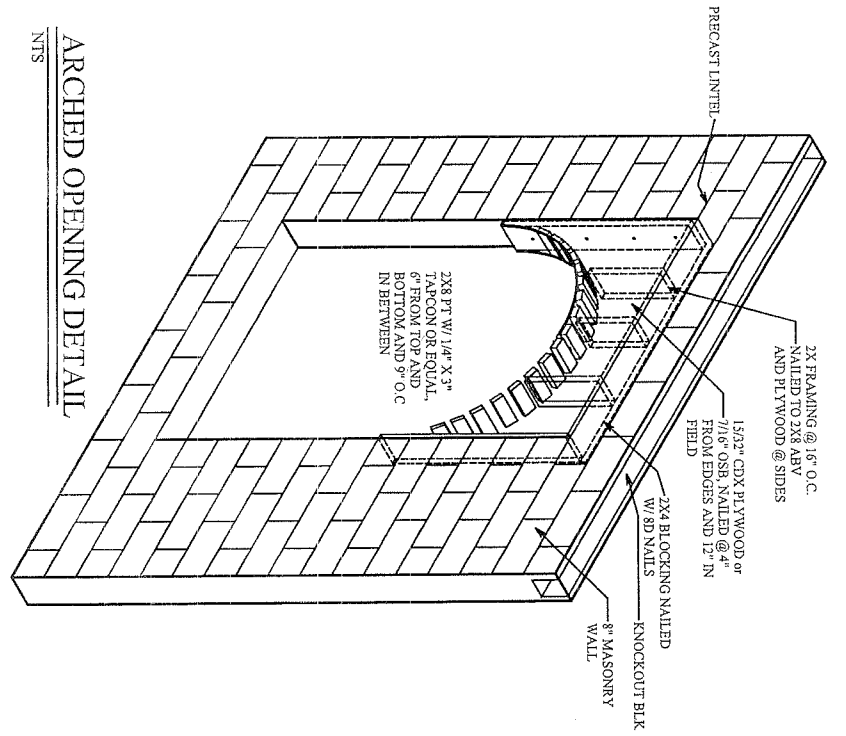 PRECAST LINTEL
2X FRAMING @ 16" O.C.
NAILED TO 2X8 ABV
AND PLYWOOD @ SIDES
15/32" CDX PLYWOOD or
7/16" OSB, NAILED @ 4"
FROM EDGES AND 12" IN
FIELD
2X4 BLOCKING NAILED
W/ 8D NAILS
KNOCKOUT BLK
8" MASONRY
WALL
2X8 PT W/ 1/4" X 3"
TAPCON OR EQUAL,
6" FROM TOP AND
BOTTOM AND 9" O.C
IN BETWEEN
ARCHED OPENING DETAIL
NTS